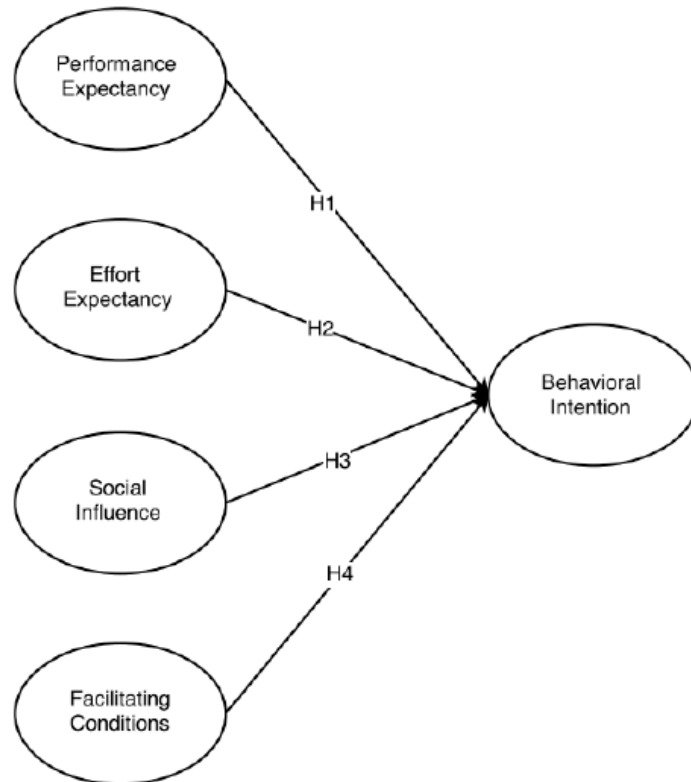 Performance
Expectancy
H1
Effort
Expectancy
H2
Behavioral
Intention
H3
Social
Influence
H4
Facilitating
Conditions